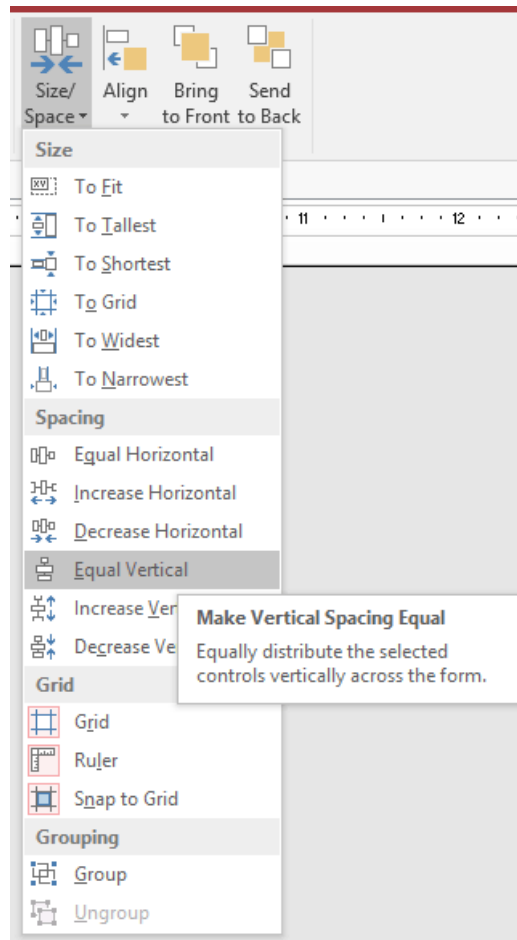 Size/ Align Bring Send
Space to Front to Back
Size
XY To Fit
11 12
To Tallest
To Shortest
To Grid
To Widest
To Narrowest
Spacing
Equal Horizontal
Increase Horizontal
Decrease Horizontal
Equal Vertical
Increase Ver
Make Vertical Spacing Equal
Decrease Ve
Equally distribute the selected
controls vertically across the form.
Grid
Grid
Ruler
Snap to Grid
Grouping
Group
Ungroup